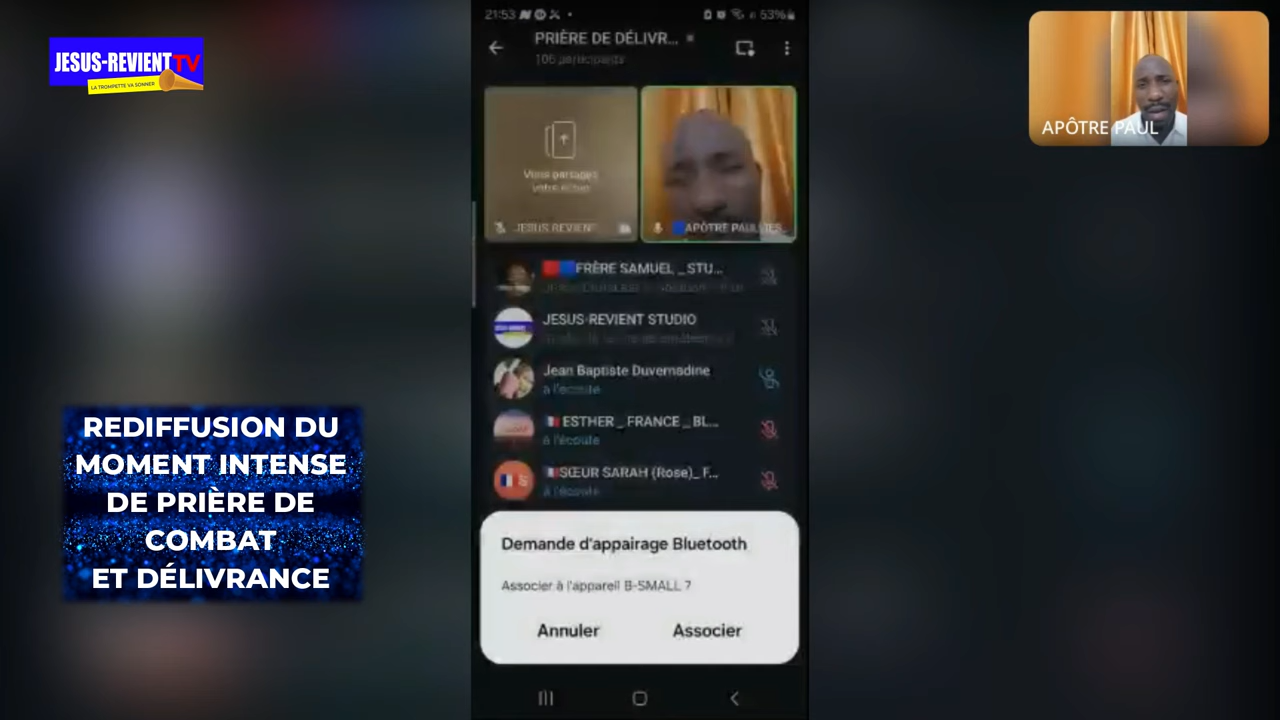 JESUS-REVIENT TV
LA TROMPETTE VA SONNER
REDIFFUSION DU
MOMENT INTENSE
DE PRIÈRE DE
COMBAT
ET DÉLIVRANCE
21:53
53%
PRIÈRE DE DÉLIVR...
106 participants
Vous partagez
votre écran
JESUS REVIENT
APÔTRE PAUL
FRÈRE SAMUEL _ STU...
JESUS-REVIENT STUDIO
Jean Baptiste Duvernadine
à l'écoute
ESTHER _ FRANCE _ BL...
à l'écoute
SŒUR SARAH (Rose)_ F...
à l'écoute
Demande d'appairage Bluetooth
Associer à l'appareil B-SMALL ?
Annuler
Associer
APÔTRE PAUL